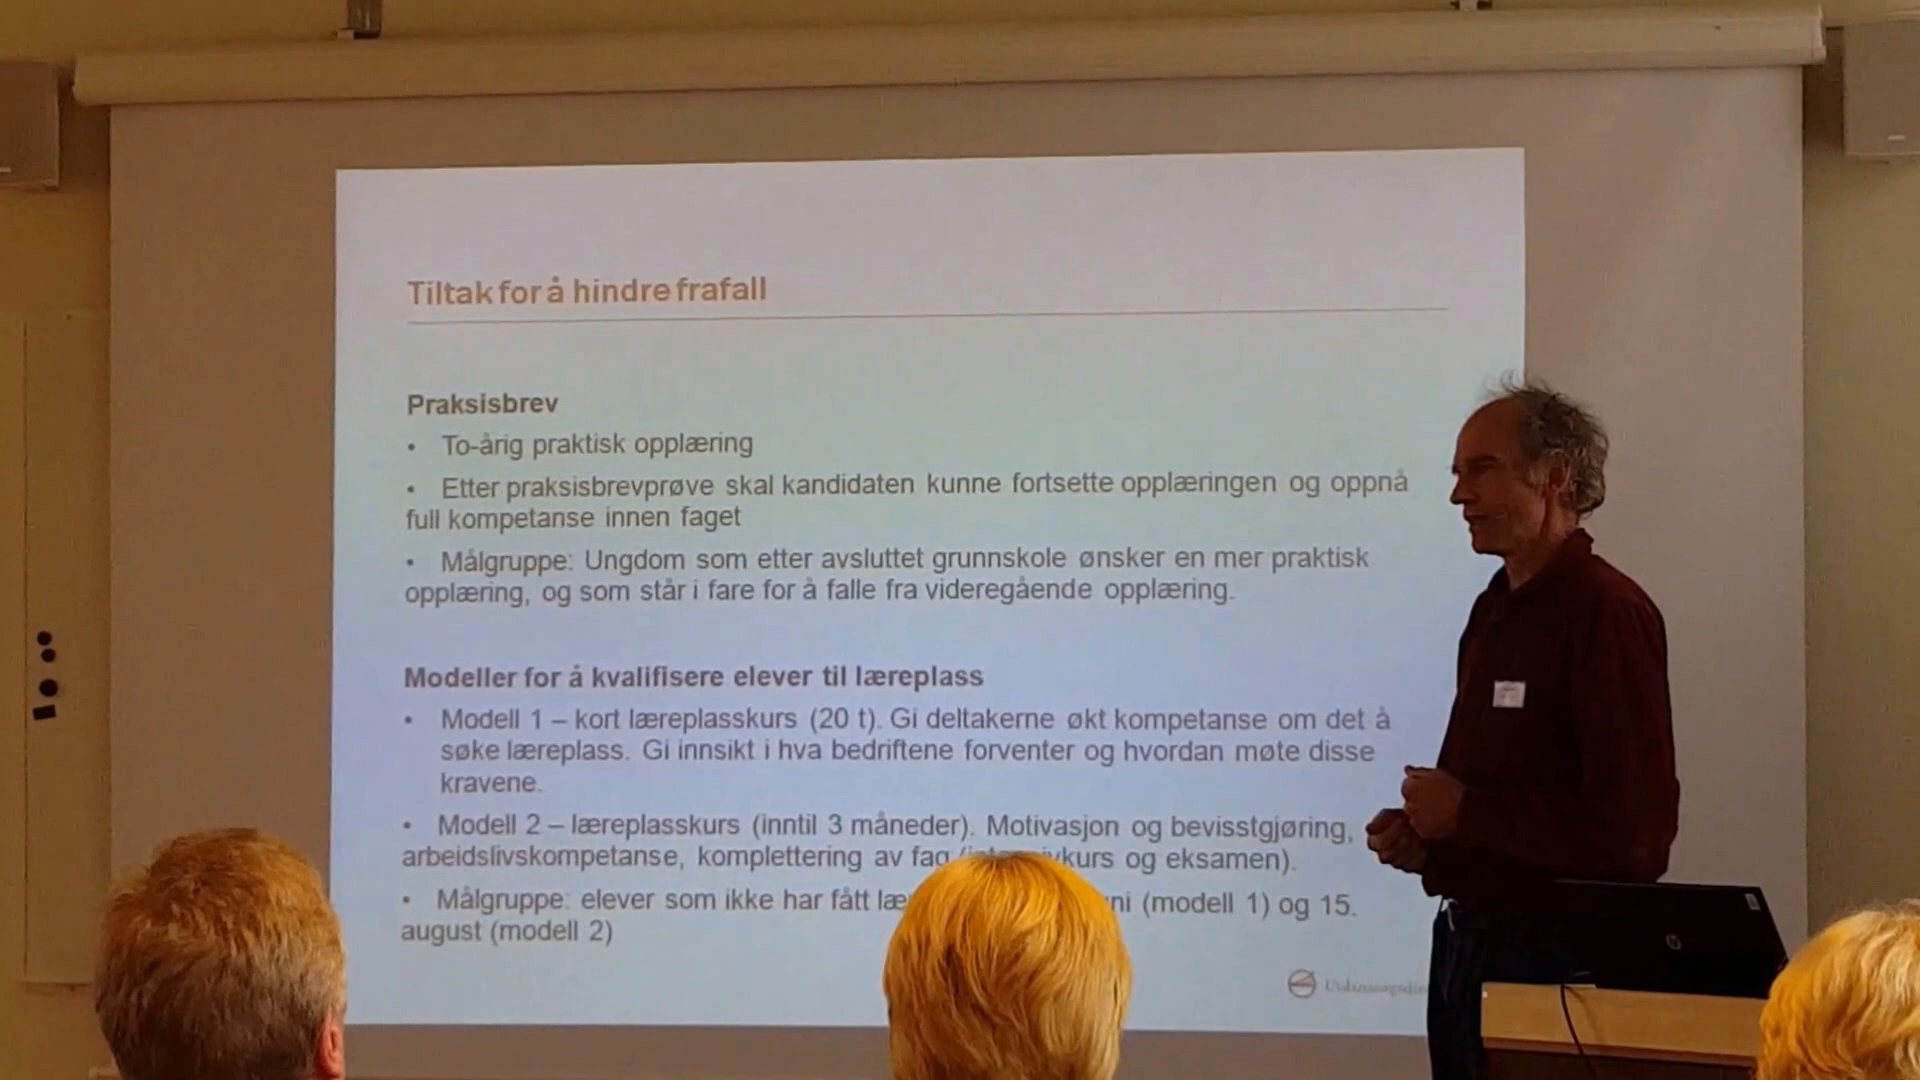 Tiltak for å hindre frafall
Praksisbrev
• To-årig praktisk opplæring
• Etter praksisbrevprøve skal kandidaten kunne fortsette opplæringen og oppnå
full kompetanse innen faget
• Målgruppe: Ungdom som etter avsluttet grunnskole ønsker en mer praktisk
opplæring, og som står i fare for å falle fra videregående opplæring.
Modeller for å kvalifisere elever til læreplass
• Modell 1 – kort læreplasskurs (20 t). Gi deltakerne økt kompetanse om det å
søke læreplass. Gi innsikt i hva bedriftene forventer og hvordan møte disse
kravene.
• Modell 2 – læreplasskurs (inntil 3 måneder). Motivasjon og bevisstgjøring,
arbeidslivskompetanse, komplettering av fag og eksamen).
• Målgruppe: elever som ikke har fått (modell 1) og 15.
august (modell 2)
hp